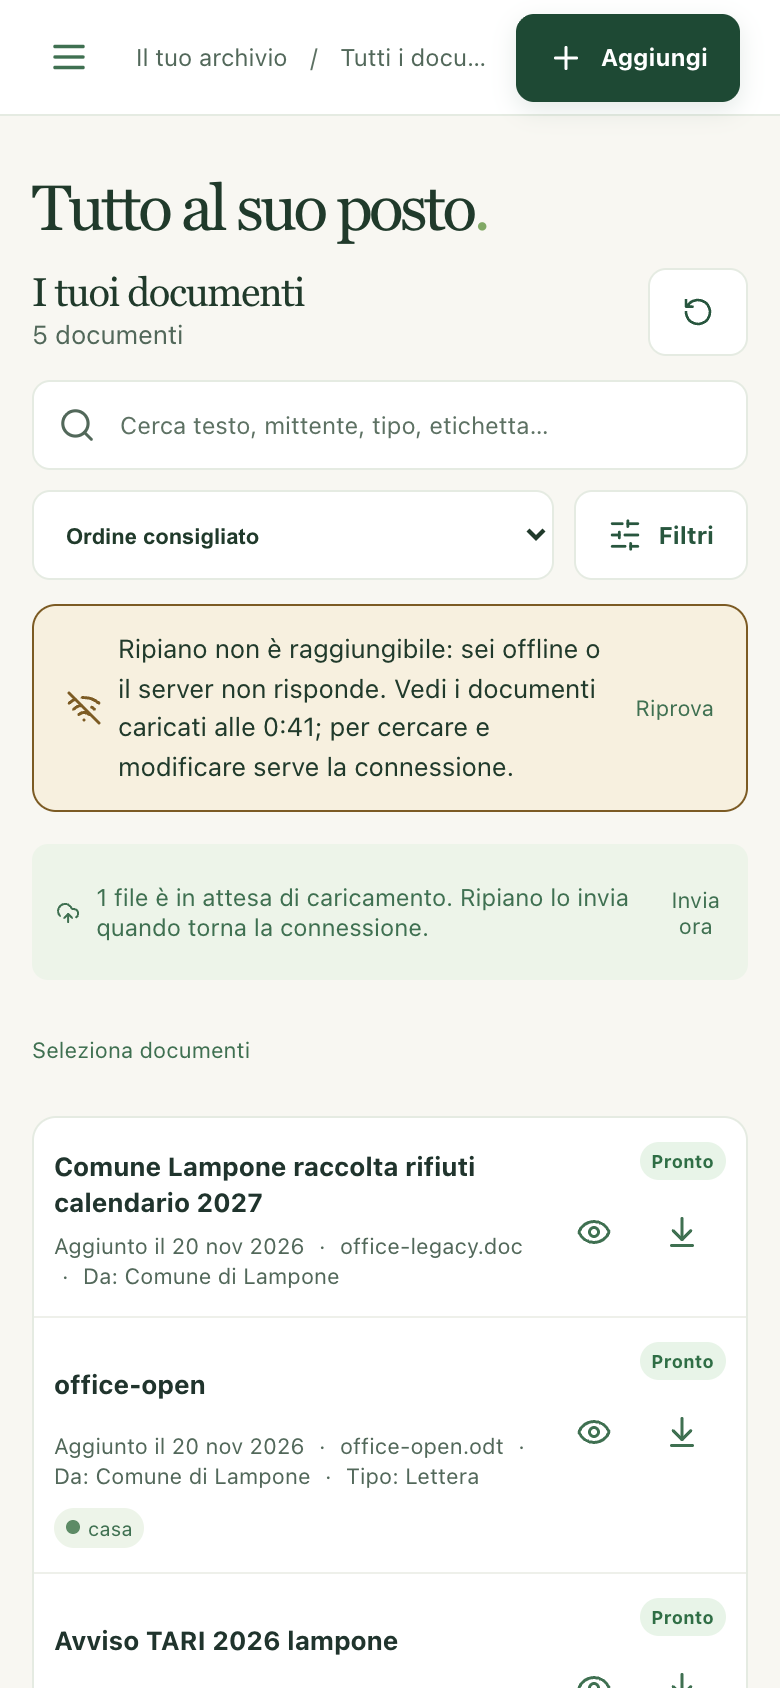 Il tuo archivio / Tutti i docu...
Aggiungi
Tutto al suo posto.
I tuoi documenti
5 documenti
Cerca testo, mittente, tipo, etichetta...
Ordine consigliato
Filtri
Ripiano non è raggiungibile: sei offline o
il server non risponde. Vedi i documenti
caricati alle 0:41; per cercare e
modificare serve la connessione.
Riprova
1 file è in attesa di caricamento. Ripiano lo invia
quando torna la connessione.
Invia
ora
Seleziona documenti
Comune Lampone raccolta rifiuti
calendario 2027
Pronto
Aggiunto il 20 nov 2026 · office-legacy.doc
· Da: Comune di Lampone
office-open
Pronto
Aggiunto il 20 nov 2026 · office-open.odt ·
Da: Comune di Lampone · Tipo: Lettera
casa
Avviso TARI 2026 lampone
Pronto